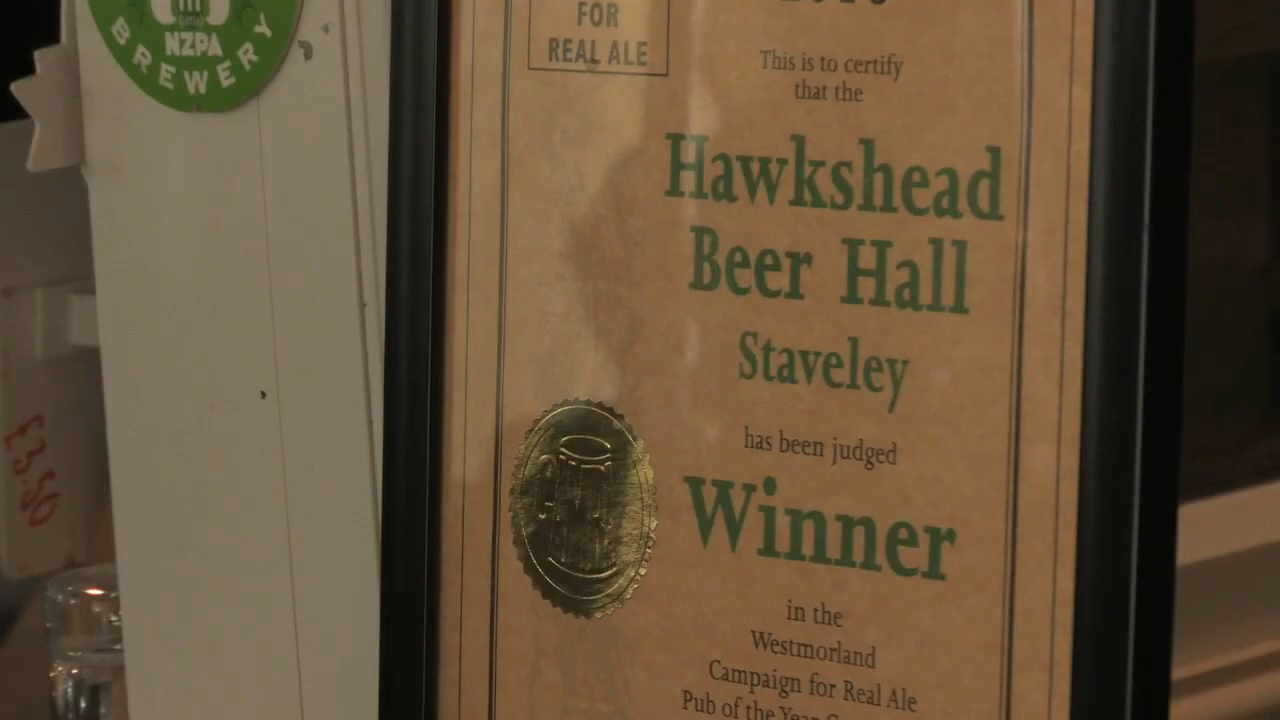 NZPA
BREWERY
£3.50
FOR
REAL ALE
This is to certify
that the
Hawkshead
Beer Hall
Staveley
has been judged
Winner
in the
Westmorland
Campaign for Real Ale
Pub of the Year